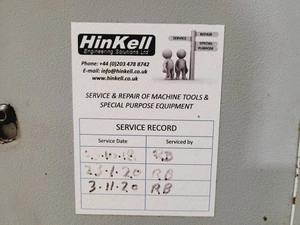 HinKell
Engineering Solutions Ltd
SERVICE
REPAIR
SPECIAL PURPOSE
Phone: +44 (0)203 478 8742
E-mail: info@hinkell.co.uk
www.hinkell.co.uk
SERVICE & REPAIR OF MACHINE TOOLS &
SPECIAL PURPOSE EQUIPMENT
SERVICE RECORD
Service Date Serviced by
23.1.20 RB
3.11.20 RB